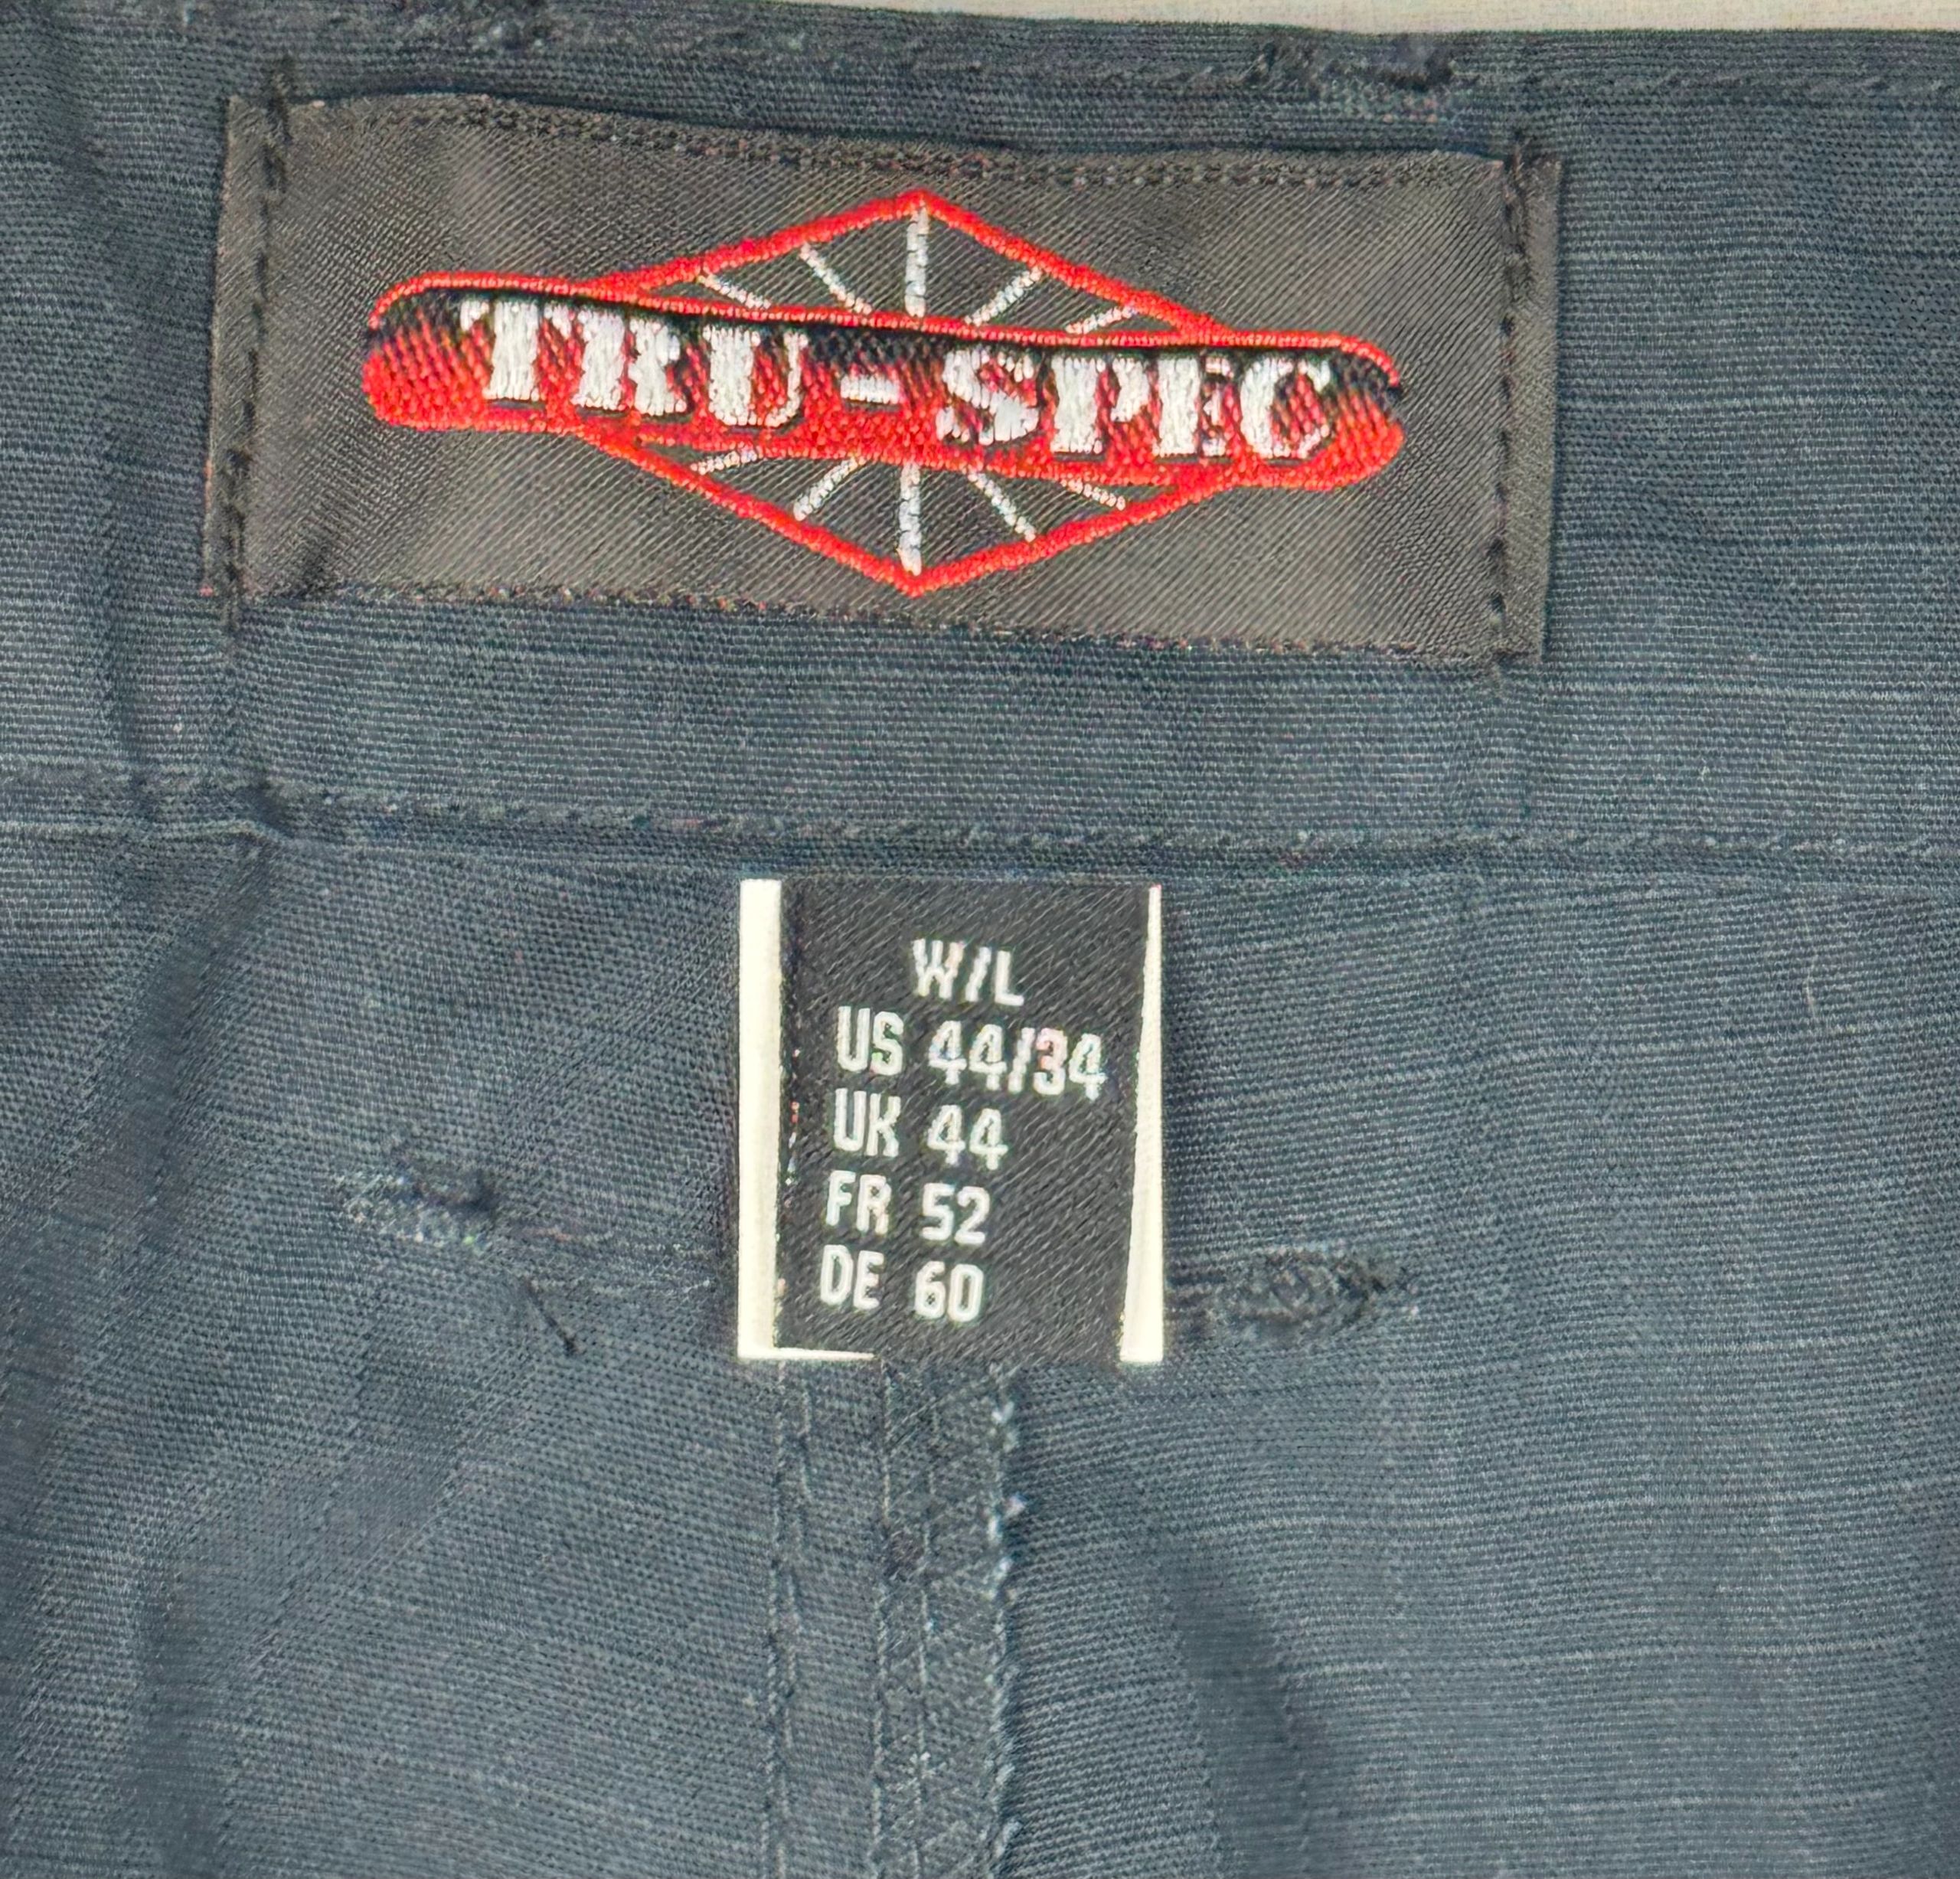 TRU-SPEC
W/L
US 44/34
UK 44
FR 52
DE 60